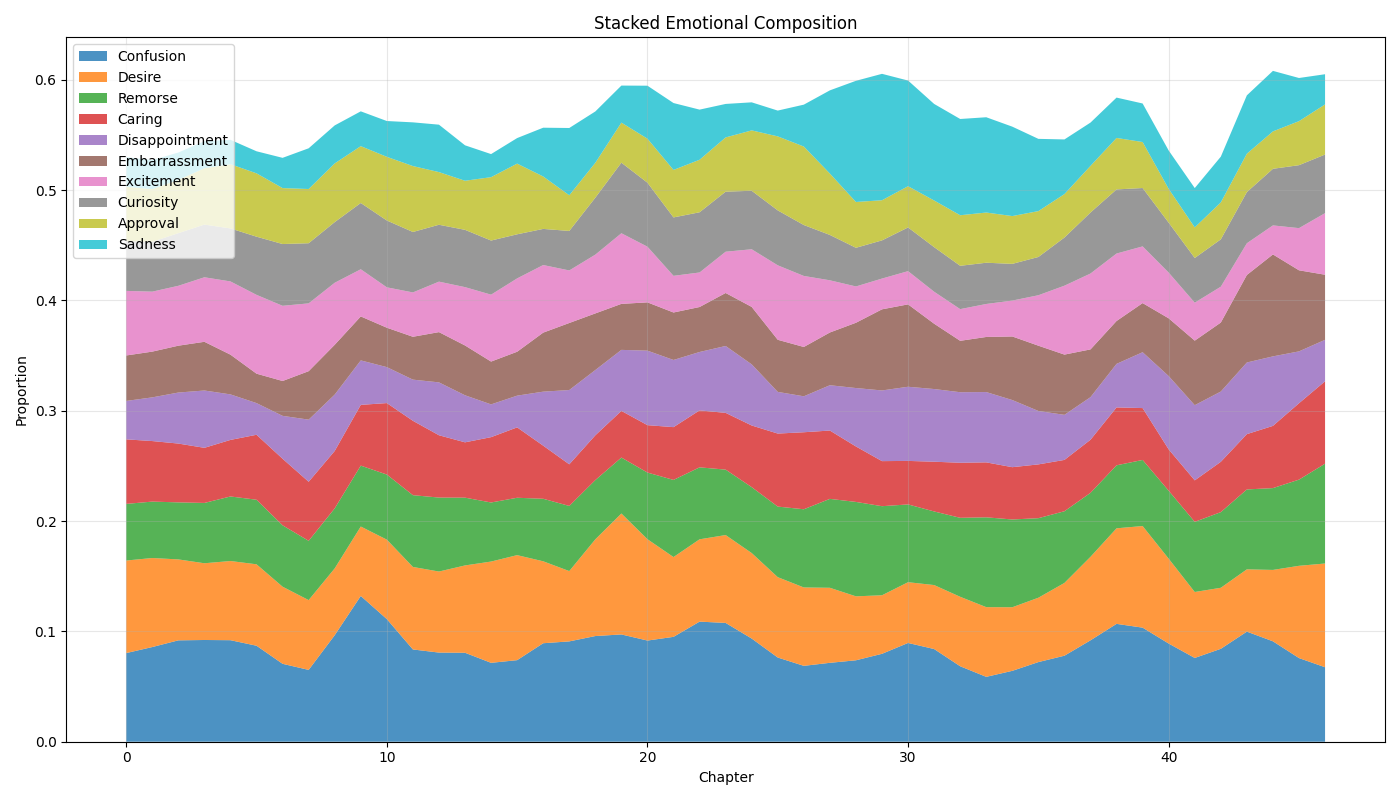 Stacked Emotional Composition
Confusion
Desire
Remorse
Caring
Disappointment
Embarrassment
Excitement
Curiosity
Approval
Sadness
0.6
0.5
0.4
0.3
0.2
0.1
0.0
Proportion
0 10 20 30 40
Chapter